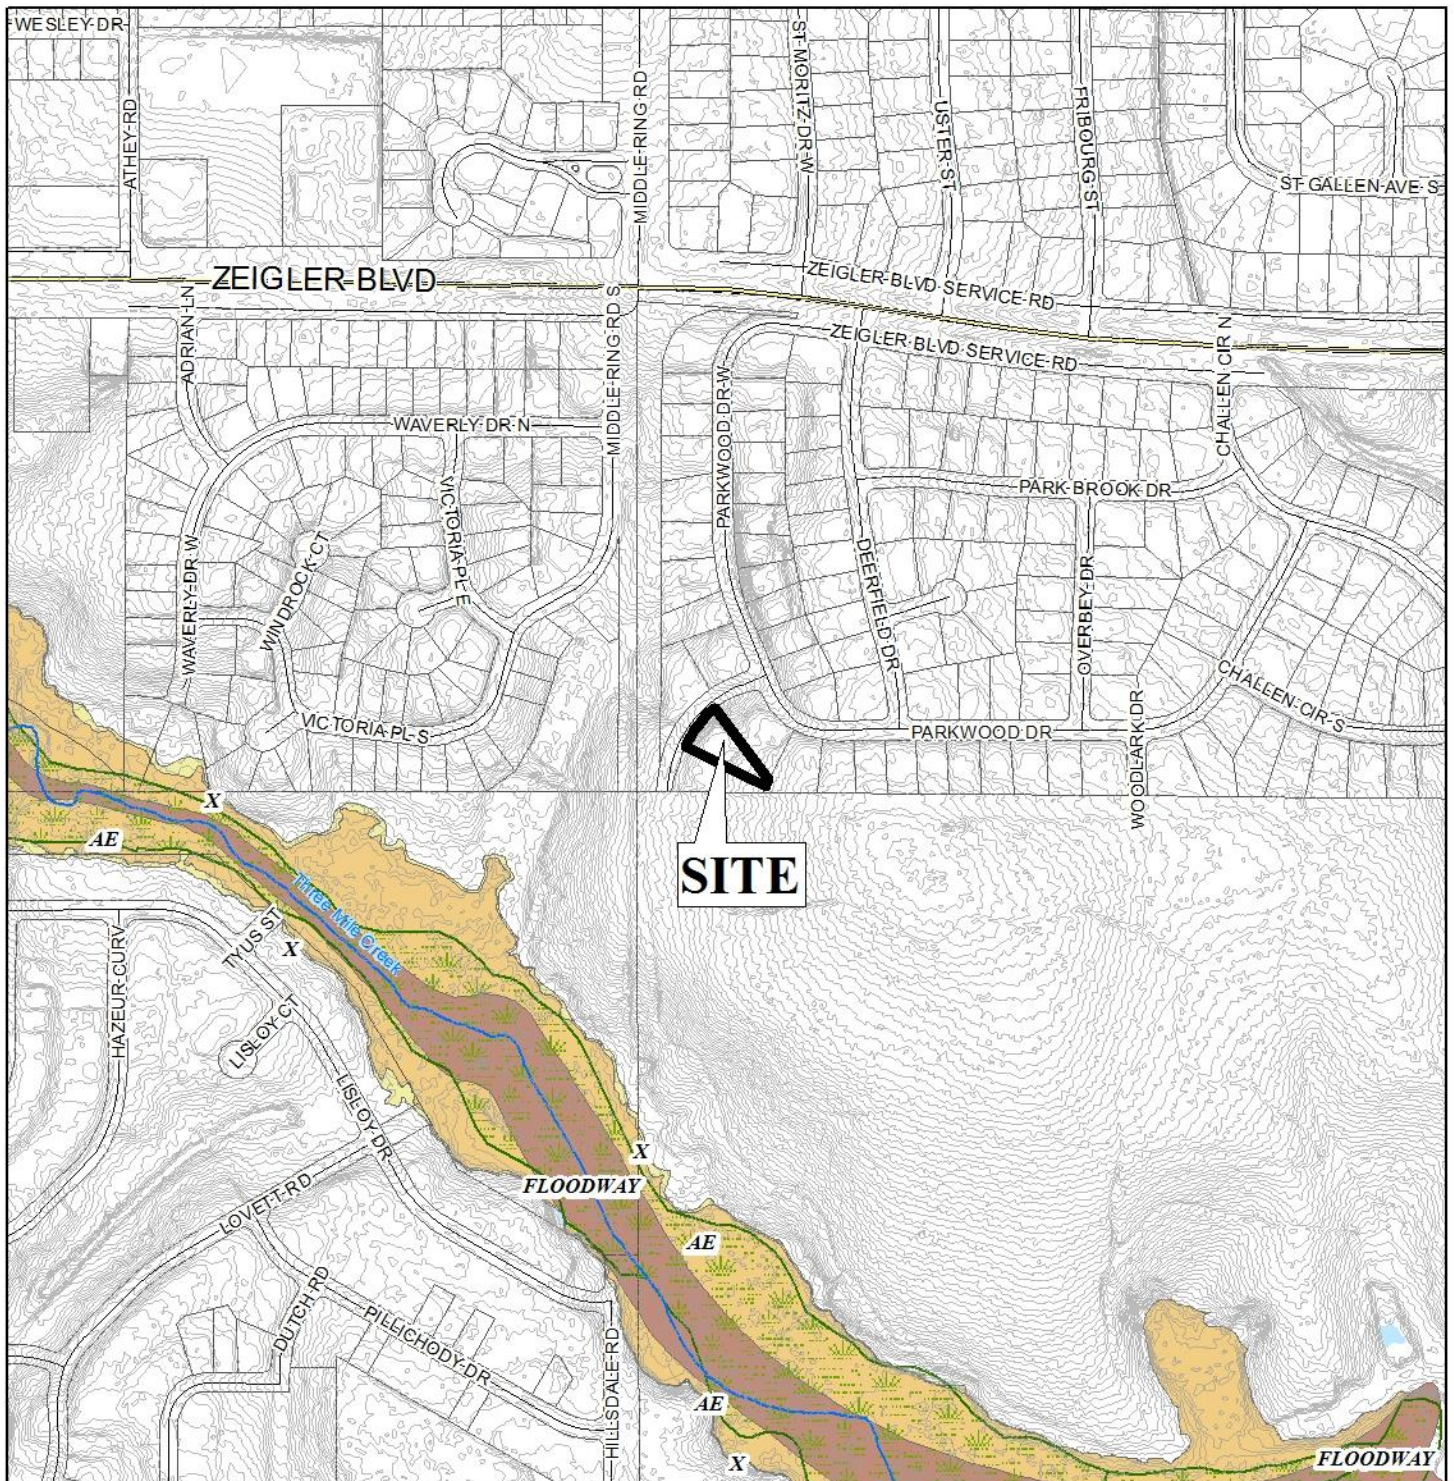 WESLEY DR
ATHEY RD
MIDDLE RING RD
ST MORITZ DR W
USTER ST
FRIBOURG ST
ST GALLEN AVE S
ZEIGLER BLVD
ZEIGLER BLVD SERVICE RD
ADRIAN LN
MIDDLE RING RD S
ZEIGLER BLVD SERVICE RD
CHALLEN CIR N
PARKWOOD DR W
WAVERLY DR N
VICTORIA PL E
PARK BROOK DR
WAVERLY DR W
WINDROCK CT
DEERFIELD DR
OVERBEY DR
CHALLEN CIR S
VICTORIA PL S
PARKWOOD DR
WOODLARK DR
X
AE
SITE
Three Mile Creek
TYUS ST
X
HAZEUR CURV
LISLOY CT
LISLOY DR
X
FLOODWAY
LOVETT RD
AE
DUTCH RD
PILLICHODY DR
HILLSDALE RD
AE
X
FLOODWAY